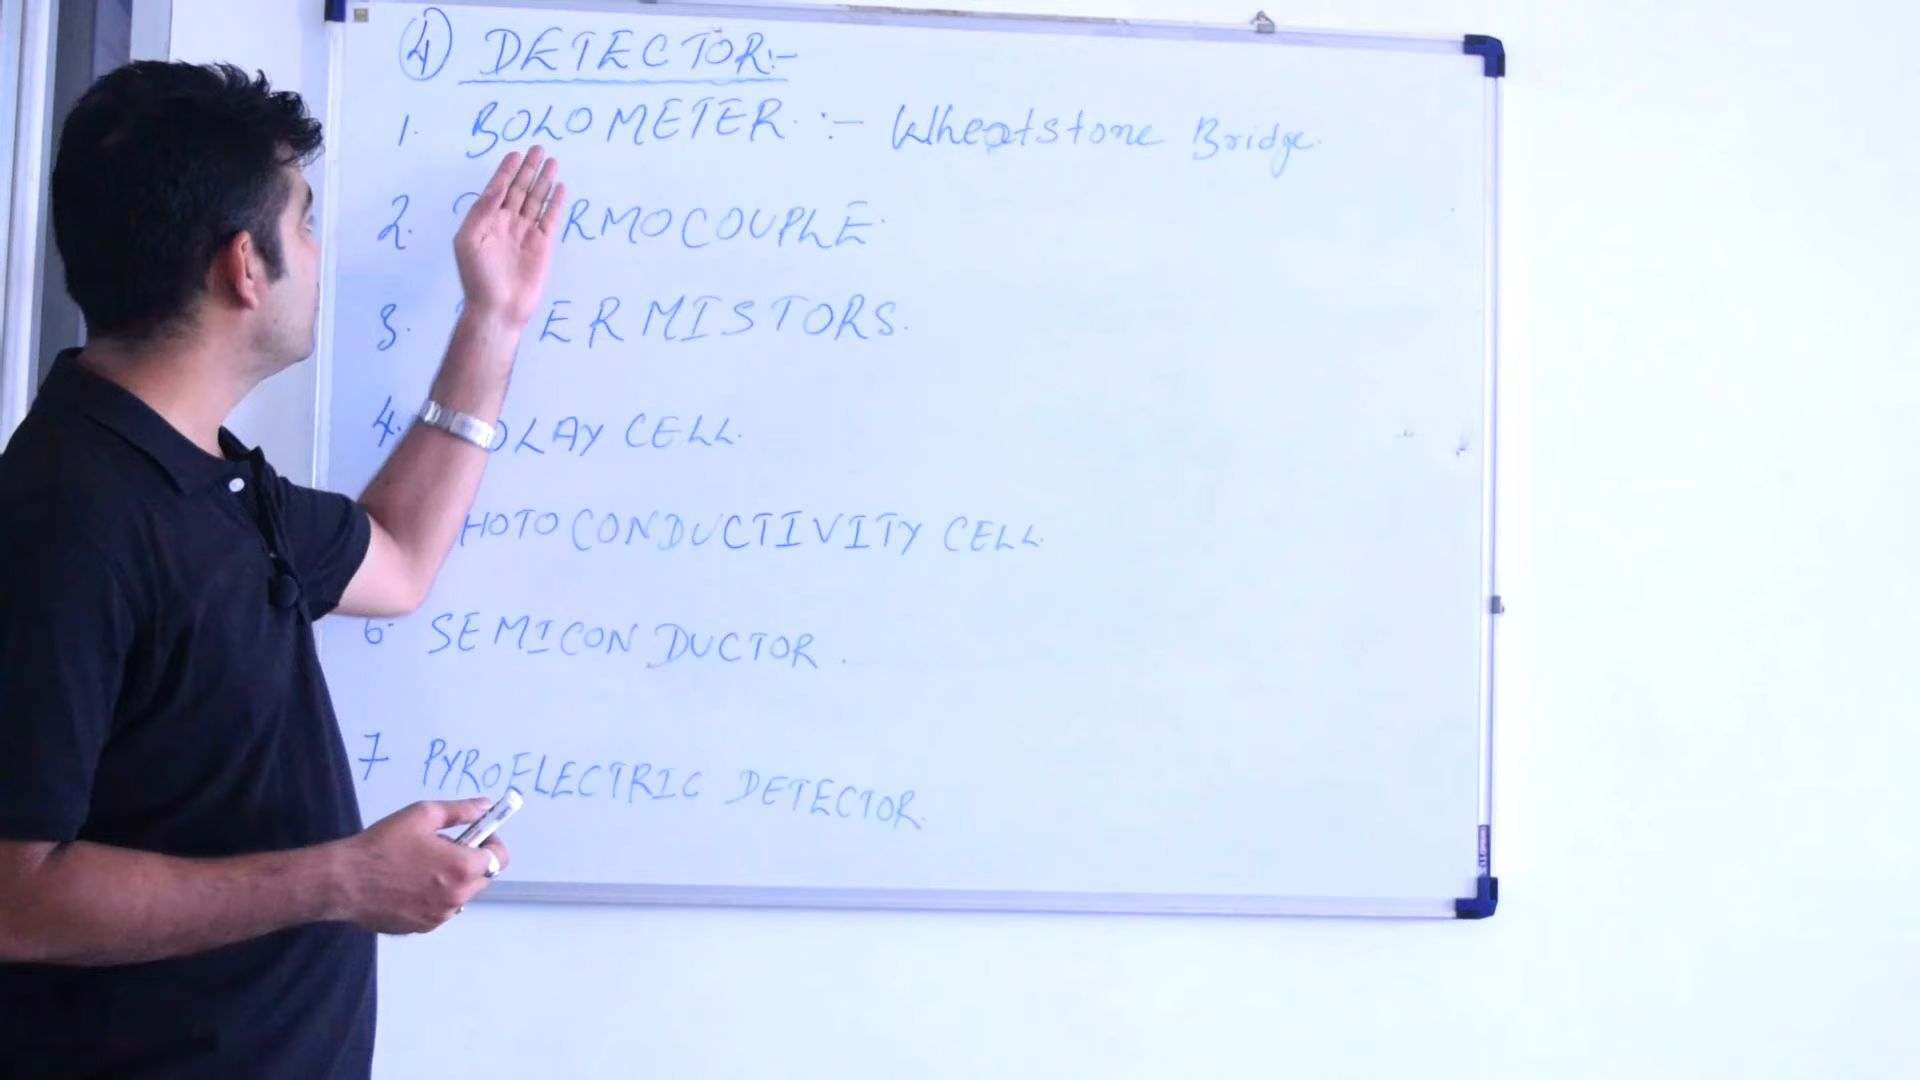 ④ DETECTOR:-
1. BOLOMETER :- Wheatstone Bridge.
2. RMOCOUPLE.
3. ERMISTORS.
4. OLAY CELL.
HOTO CONDUCTIVITY CELL.
6. SEMICONDUCTOR.
7 PYROELECTRIC DETECTOR.